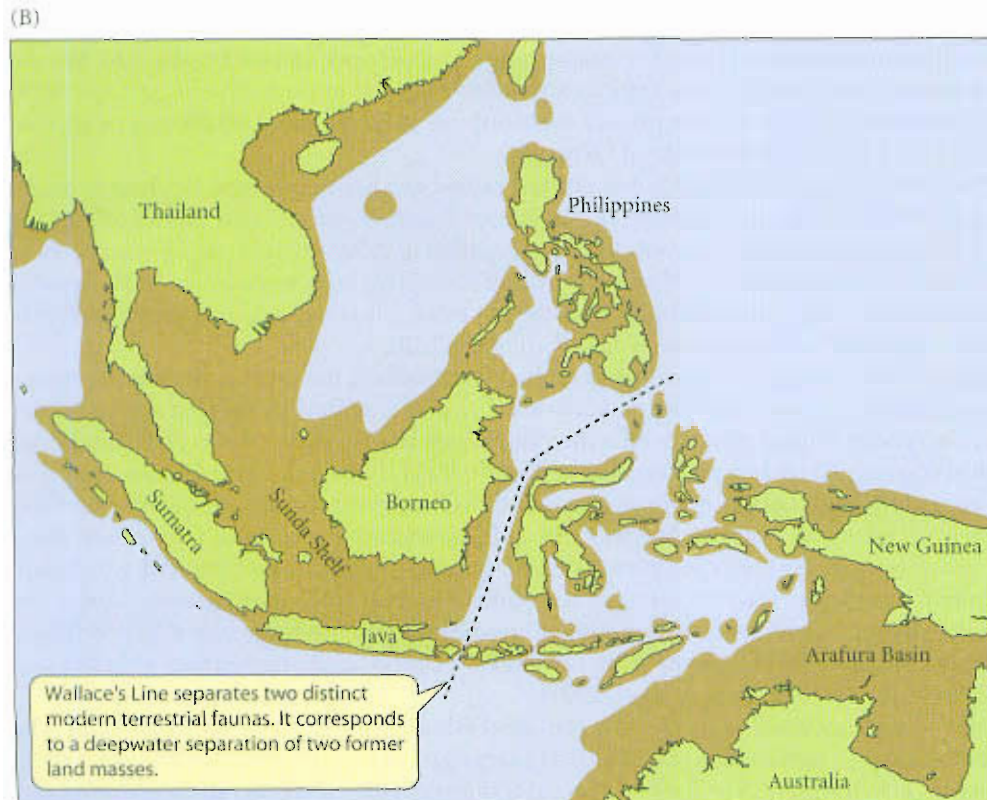 (B)
Thailand
Philippines
Borneo
Sumatra
Sunda Shelf
New Guinea
Java
Arafura Basin
Wallace's Line separates two distinct
modern terrestrial faunas. It corresponds
to a deepwater separation of two former
land masses.
Australia